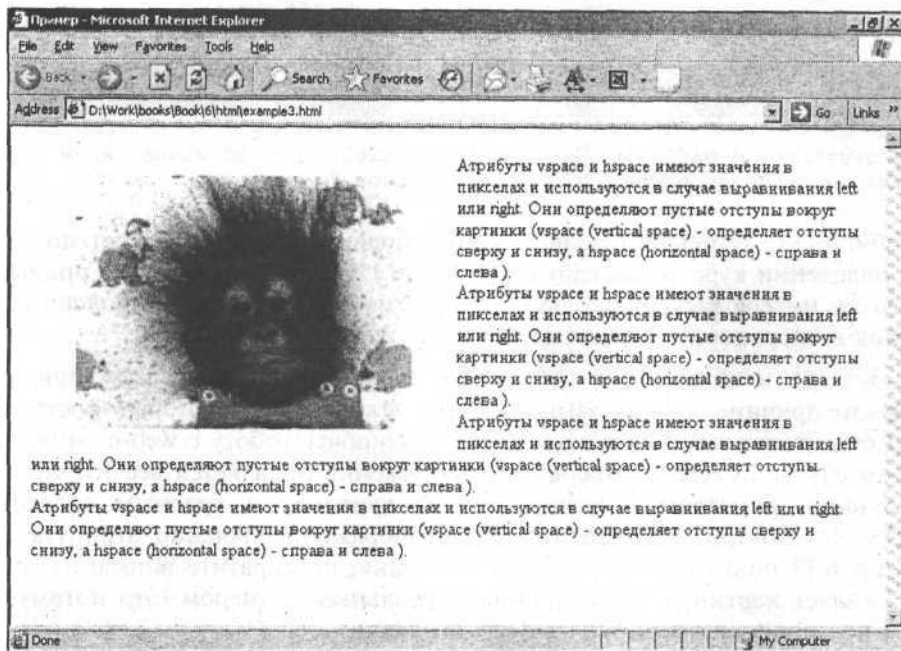 Пример - Microsoft Internet Explorer
File Edit View Favorites Tools Help
Back Search Favorites
Address D:\Work\books\Book\6\html\example3.html Go Links »
Атрибуты vspace и hspace имеют значения в
пикселах и используются в случае выравнивания left
или right. Они определяют пустые отступы вокруг
картинки (vspace (vertical space) - определяет отступы
сверху и снизу, а hspace (horizontal space) - справа и
слева ).
Атрибуты vspace и hspace имеют значения в
пикселах и используются в случае выравнивания left
или right. Они определяют пустые отступы вокруг
картинки (vspace (vertical space) - определяет отступы
сверху и снизу, а hspace (horizontal space) - справа и
слева ).
Атрибуты vspace и hspace имеют значения в
пикселах и используются в случае выравнивания left
или right. Они определяют пустые отступы вокруг картинки (vspace (vertical space) - определяет отступы
сверху и снизу, а hspace (horizontal space) - справа и слева ).
Атрибуты vspace и hspace имеют значения в пикселах и используются в случае выравнивания left или right.
Они определяют пустые отступы вокруг картинки (vspace (vertical space) - определяет отступы сверху и
снизу, а hspace (horizontal space) - справа и слева ).
Done My Computer